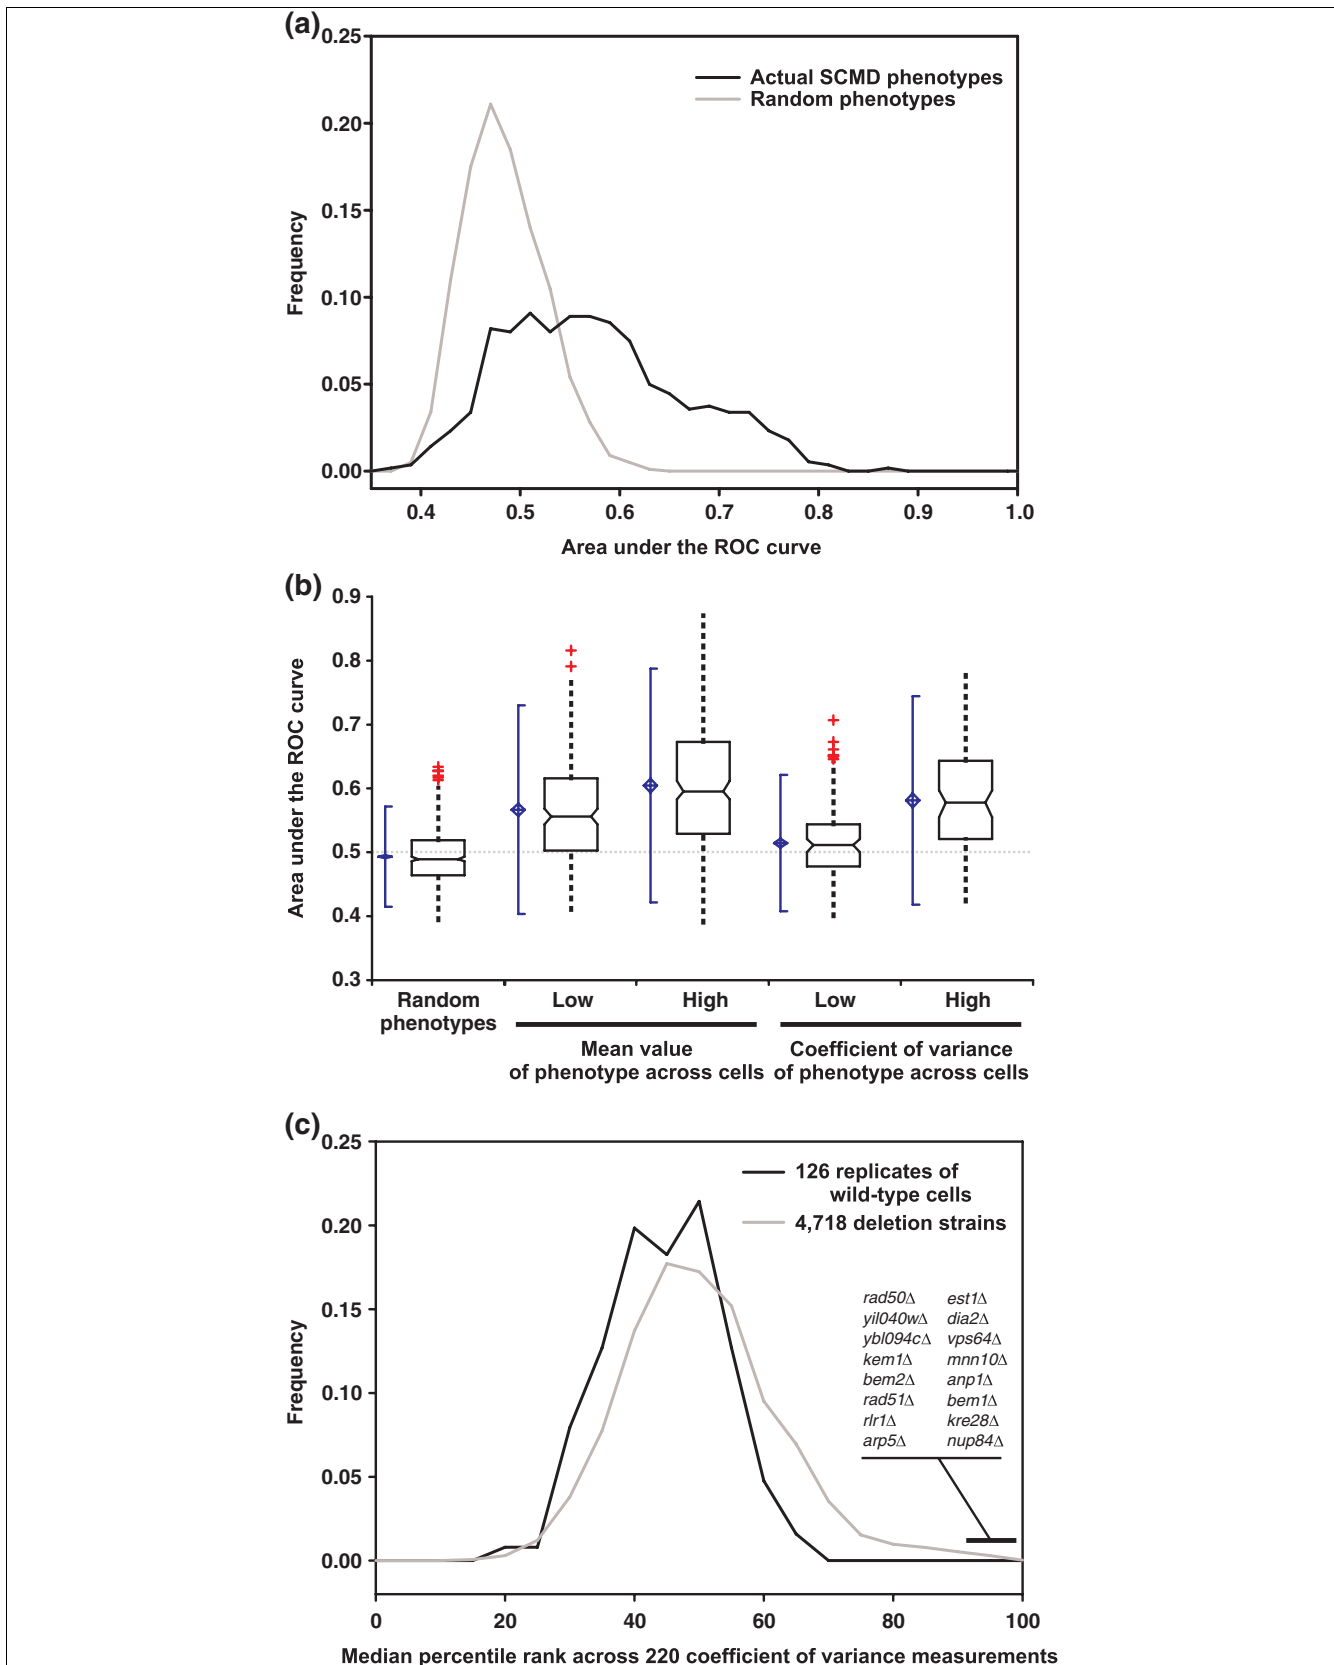 (a)
0.25
0.20
0.15
0.10
0.05
0.00
Frequency
Actual SCMD phenotypes
Random phenotypes
0.4 0.5 0.6 0.7 0.8 0.9 1.0
Area under the ROC curve
(b)
0.9
0.8
0.7
0.6
0.5
0.4
0.3
Area under the ROC curve
Random
phenotypes
Low High Low High
Mean value
of phenotype across cells
Coefficient of variance
of phenotype across cells
(c)
0.25
0.20
0.15
0.10
0.05
0.00
Frequency
126 replicates of
wild-type cells
4,718 deletion strains
rad50Δ est1Δ
yil040wΔ dia2Δ
ybl094cΔ vps64Δ
kem1Δ mnn10Δ
bem2Δ anp1Δ
rad51Δ bem1Δ
rlr1Δ kre28Δ
arp5Δ nup84Δ
0 20 40 60 80 100
Median percentile rank across 220 coefficient of variance measurements